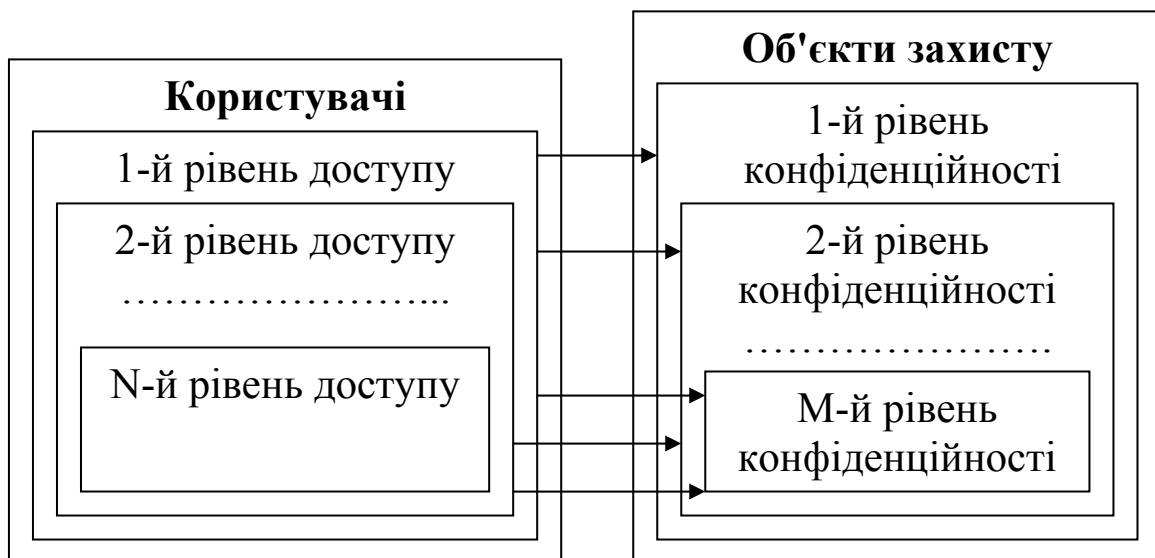 Користувачі
1-й рівень доступу
2-й рівень доступу
……………………...
N-й рівень доступу
Об'єкти захисту
1-й рівень
конфіденційності
2-й рівень
конфіденційності
………………………
М-й рівень
конфіденційності